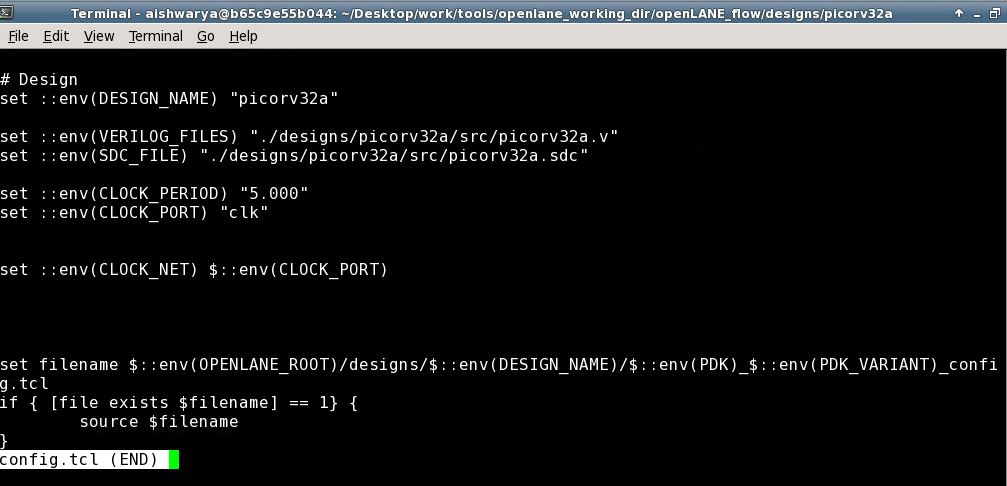 Terminal - aishwarya@b65c9e55b044: ~/Desktop/work/tools/openlane_working_dir/openLANE_flow/designs/picorv32a
File Edit View Terminal Go Help
# Design
set ::env(DESIGN_NAME) "picorv32a"
set ::env(VERILOG_FILES) "./designs/picorv32a/src/picorv32a.v"
set ::env(SDC_FILE) "./designs/picorv32a/src/picorv32a.sdc"
set ::env(CLOCK_PERIOD) "5.000"
set ::env(CLOCK_PORT) "clk"
set ::env(CLOCK_NET) $::env(CLOCK_PORT)
set filename $::env(OPENLANE_ROOT)/designs/$::env(DESIGN_NAME)/$::env(PDK)_$::env(PDK_VARIANT)_confi
g.tcl
if { [file exists $filename] == 1} {
        source $filename
}
config.tcl (END)